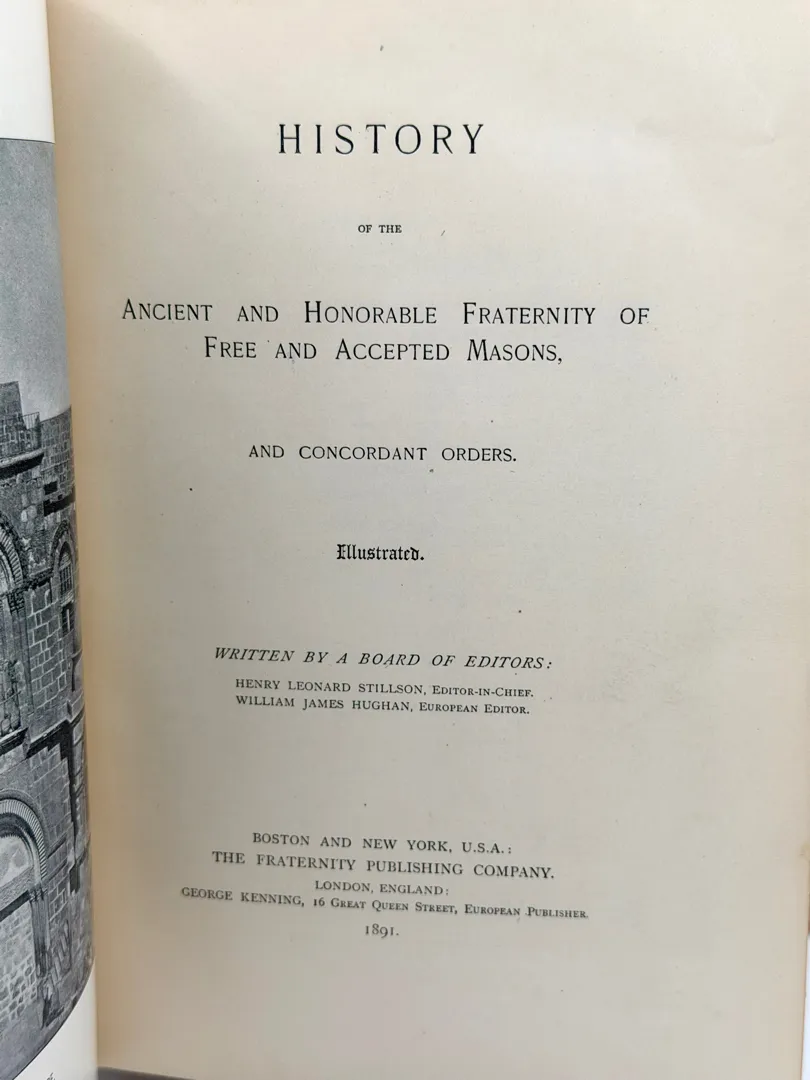 HISTORY
OF THE
ANCIENT AND HONORABLE FRATERNITY OF
FREE AND ACCEPTED MASONS,
AND CONCORDANT ORDERS.
Illustrated.
WRITTEN BY A BOARD OF EDITORS:
HENRY LEONARD STILLSON, EDITOR-IN-CHIEF.
WILLIAM JAMES HUGHAN, EUROPEAN EDITOR.
BOSTON AND NEW YORK, U.S.A.:
THE FRATERNITY PUBLISHING COMPANY.
LONDON, ENGLAND:
GEORGE KENNING, 16 GREAT QUEEN STREET, EUROPEAN PUBLISHER.
1891.